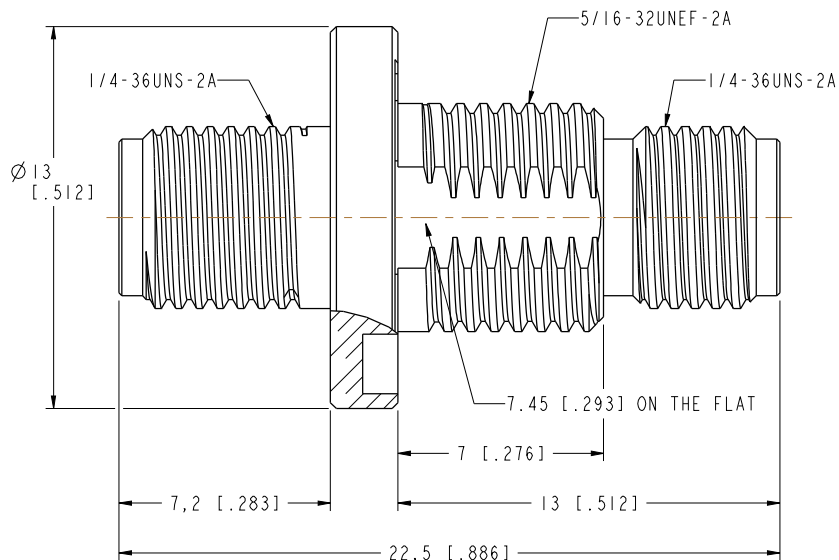 5/16-32UNEF-2A
1/4-36UNS-2A
1/4-36UNS-2A
Ø 13
[.512]
7.45 [.293] ON THE FLAT
7 [.276]
7,2 [.283]
13 [.512]
22.5 [.886]